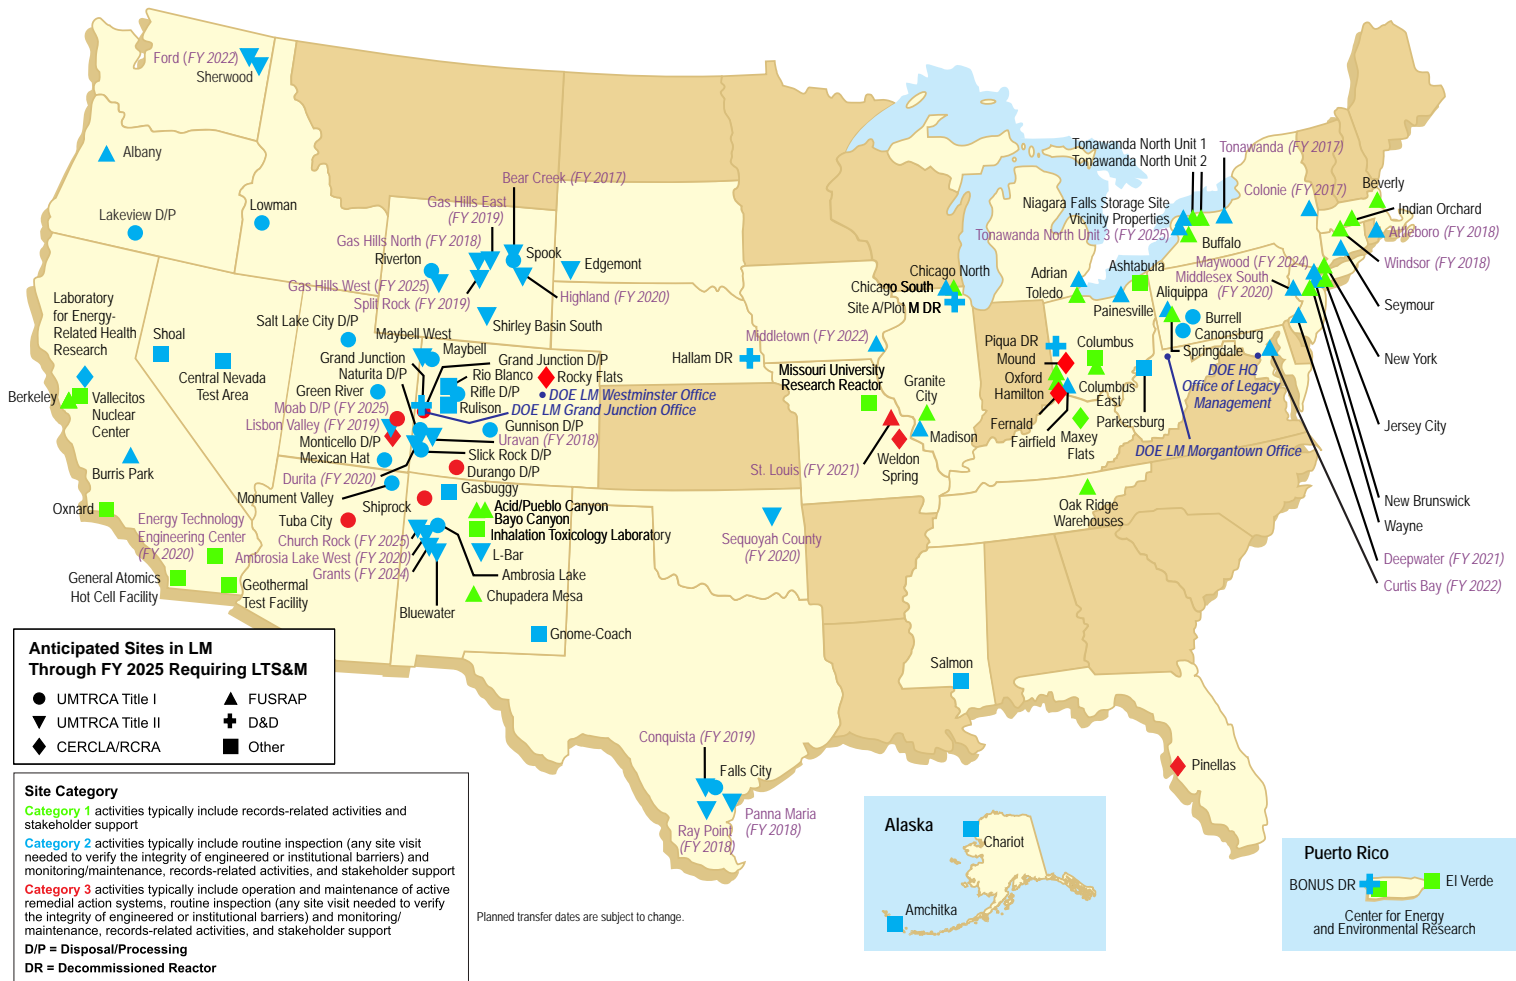 Ford (FY 2022)
Sherwood
Albany
Lakeview D/P
Lowman
Bear Creek (FY 2017)
Gas Hills East
(FY 2019)
Gas Hills North (FY 2018)
Riverton
Spook
Edgemont
Gas Hills West (FY 2025)
Split Rock (FY 2019)
Highland (FY 2020)
Shirley Basin South
Laboratory
for Energy-
Related Health
Research
Shoal
Central Nevada
Test Area
Salt Lake City D/P
Maybell West
Maybell
Grand Junction
Naturita D/P
Green River
Grand Junction D/P
Rio Blanco
Rocky Flats
Rifle D/P
Rulison
DOE LM Westminster Office
DOE LM Grand Junction Office
Moab D/P (FY 2025)
Lisbon Valley (FY 2019)
Monticello D/P
Mexican Hat
Gunnison D/P
Uravan (FY 2018)
Slick Rock D/P
Durango D/P
Durita (FY 2020)
Monument Valley
Gasbuggy
Shiprock
Tuba City
Berkeley
Vallecitos
Nuclear
Center
Burris Park
Oxnard
Energy Technology
Engineering Center
(FY 2020)
General Atomics
Hot Cell Facility
Geothermal
Test Facility
Acid/Pueblo Canyon
Bayo Canyon
Inhalation Toxicology Laboratory
Church Rock (FY 2025)
Ambrosia Lake West (FY 2020)
Grants (FY 2024)
L-Bar
Ambrosia Lake
Chupadera Mesa
Bluewater
Gnome-Coach
Hallam DR
Middletown (FY 2022)
Missouri University
Research Reactor
Granite
City
Madison
Weldon
Spring
St. Louis (FY 2021)
Sequoyah County
(FY 2020)
Chicago North
Chicago South
Site A/Plot M DR
Tonawanda North Unit 1
Tonawanda North Unit 2
Tonawanda (FY 2017)
Niagara Falls Storage Site
Vicinity Properties
Tonawanda North Unit 3 (FY 2025)
Buffalo
Colonie (FY 2017)
Beverly
Indian Orchard
Attleboro (FY 2018)
Windsor (FY 2018)
Seymour
Maywood (FY 2024)
Middlesex South
(FY 2020)
New York
Jersey City
New Brunswick
Wayne
Deepwater (FY 2021)
Curtis Bay (FY 2022)
Adrian
Toledo
Ashtabula
Painesville
Aliquippa
Burrell
Canonsburg
Springdale
DOE HQ
Office of Legacy
Management
DOE LM Morgantown Office
Piqua DR
Mound
Oxford
Hamilton
Fernald
Fairfield
Columbus
Columbus
East
Parkersburg
Maxey
Flats
Oak Ridge
Warehouses
Salmon
Pinellas
Conquista (FY 2019)
Falls City
Panna Maria
(FY 2018)
Ray Point
(FY 2018)
Anticipated Sites in LM
Through FY 2025 Requiring LTS&M
UMTRCA Title I
FUSRAP
UMTRCA Title II
D&D
CERCLA/RCRA
Other
Site Category
Category 1 activities typically include records-related activities and
stakeholder support
Category 2 activities typically include routine inspection (any site visit
needed to verify the integrity of engineered or institutional barriers) and
monitoring/maintenance, records-related activities, and stakeholder support
Category 3 activities typically include operation and maintenance of active
remedial action systems, routine inspection (any site visit needed to verify
the integrity of engineered or institutional barriers) and monitoring/
maintenance, records-related activities, and stakeholder support
D/P = Disposal/Processing
DR = Decommissioned Reactor
Planned transfer dates are subject to change.
Alaska
Chariot
Amchitka
Puerto Rico
BONUS DR
El Verde
Center for Energy
and Environmental Research